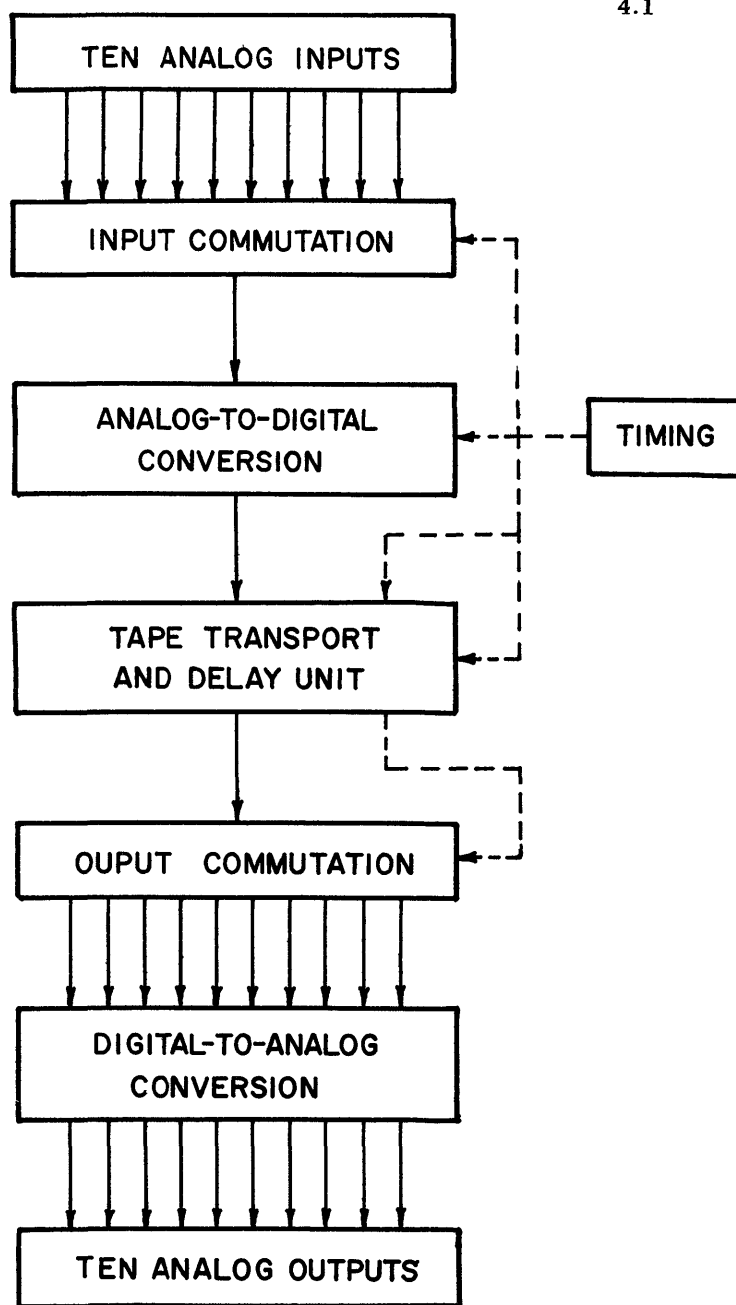 4.1
TEN ANALOG INPUTS
INPUT COMMUTATION
ANALOG-TO-DIGITAL
CONVERSION
TIMING
TAPE TRANSPORT
AND DELAY UNIT
OUPUT COMMUTATION
DIGITAL-TO-ANALOG
CONVERSION
TEN ANALOG OUTPUTS